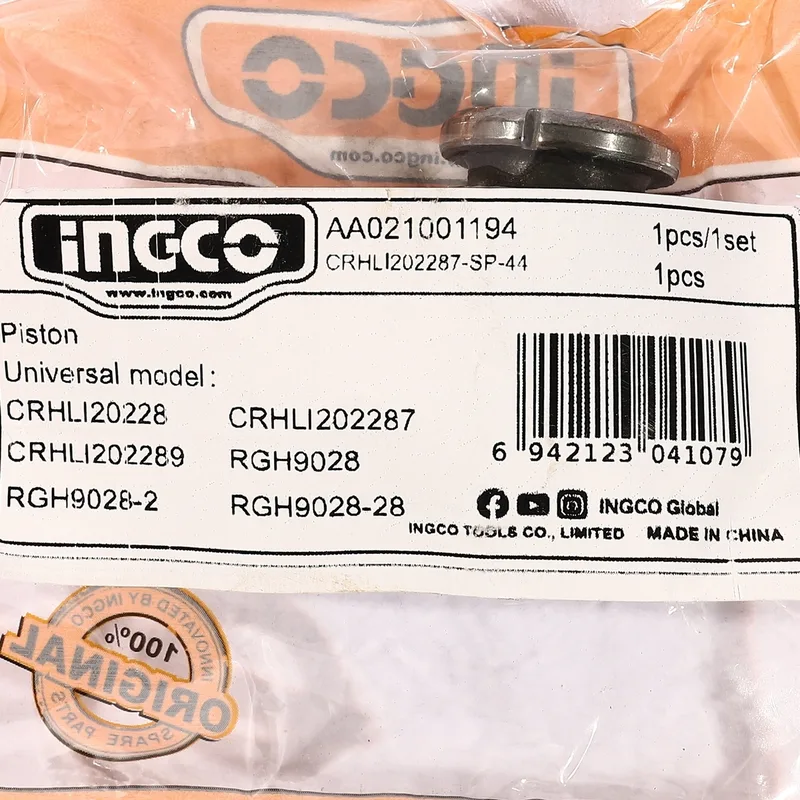 INGCO
INGCO
www.ingco.com
INGCO
www.ingco.com
AA021001194
CRHLI202287-SP-44
1pcs/1set
1pcs
Piston
Universal model:
CRHLI20228 CRHLI202287
CRHLI202289 RGH9028
RGH9028-2 RGH9028-28
6 942123 041079
INGCO Global
INGCO TOOLS CO., LIMITED MADE IN CHINA
INNOVATED BY INGCO
100%
ORIGINAL
SPARE PARTS